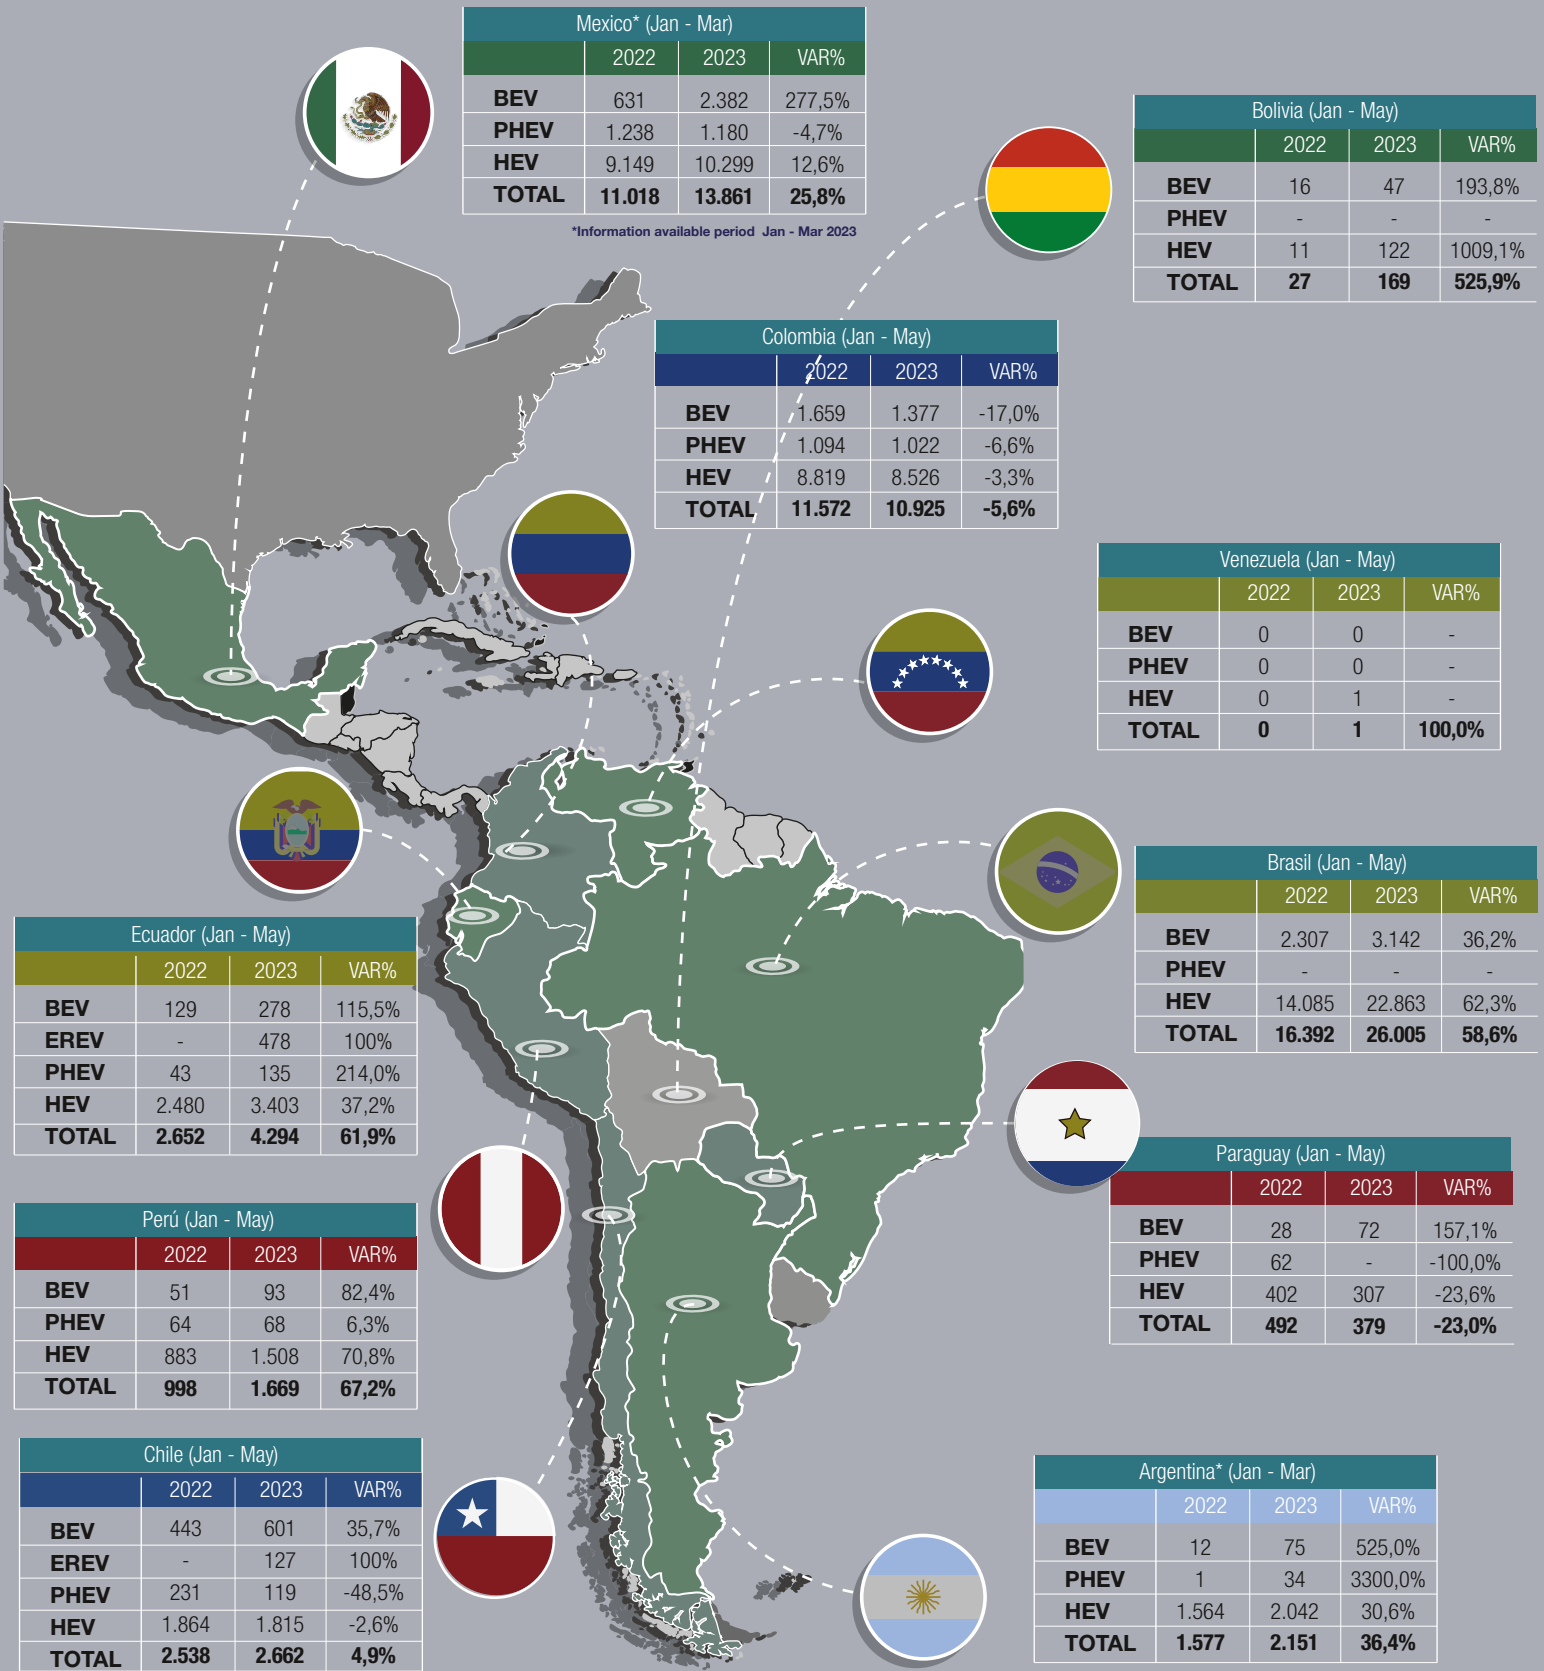 Mexico* (Jan - Mar)
2022 2023 VAR%
BEV 631 2.382 277,5%
PHEV 1.238 1.180 -4,7%
HEV 9.149 10.299 12,6%
TOTAL 11.018 13.861 25,8%
*Information available period Jan - Mar 2023
Bolivia (Jan - May)
2022 2023 VAR%
BEV 16 47 193,8%
PHEV - - -
HEV 11 122 1009,1%
TOTAL 27 169 525,9%
Colombia (Jan - May)
2022 2023 VAR%
BEV 1.659 1.377 -17,0%
PHEV 1.094 1.022 -6,6%
HEV 8.819 8.526 -3,3%
TOTAL 11.572 10.925 -5,6%
Venezuela (Jan - May)
2022 2023 VAR%
BEV 0 0 -
PHEV 0 0 -
HEV 0 1 -
TOTAL 0 1 100,0%
Brasil (Jan - May)
2022 2023 VAR%
BEV 2.307 3.142 36,2%
PHEV - - -
HEV 14.085 22.863 62,3%
TOTAL 16.392 26.005 58,6%
Ecuador (Jan - May)
2022 2023 VAR%
BEV 129 278 115,5%
EREV - 478 100%
PHEV 43 135 214,0%
HEV 2.480 3.403 37,2%
TOTAL 2.652 4.294 61,9%
Paraguay (Jan - May)
2022 2023 VAR%
BEV 28 72 157,1%
PHEV 62 - -100,0%
HEV 402 307 -23,6%
TOTAL 492 379 -23,0%
Perú (Jan - May)
2022 2023 VAR%
BEV 51 93 82,4%
PHEV 64 68 6,3%
HEV 883 1.508 70,8%
TOTAL 998 1.669 67,2%
Chile (Jan - May)
2022 2023 VAR%
BEV 443 601 35,7%
EREV - 127 100%
PHEV 231 119 -48,5%
HEV 1.864 1.815 -2,6%
TOTAL 2.538 2.662 4,9%
Argentina* (Jan - Mar)
2022 2023 VAR%
BEV 12 75 525,0%
PHEV 1 34 3300,0%
HEV 1.564 2.042 30,6%
TOTAL 1.577 2.151 36,4%